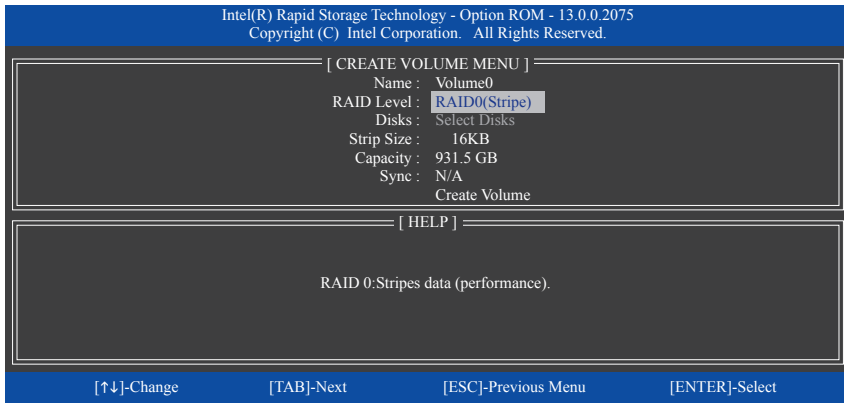 Intel(R) Rapid Storage Technology - Option ROM - 13.0.0.2075
Copyright (C) Intel Corporation. All Rights Reserved.
[ CREATE VOLUME MENU ]
Name : Volume0
RAID Level : RAID0(Stripe)
Disks : Select Disks
Strip Size : 16KB
Capacity : 931.5 GB
Sync : N/A
Create Volume
[ HELP ]
RAID 0:Stripes data (performance).
[↑↓]-Change [TAB]-Next [ESC]-Previous Menu [ENTER]-Select